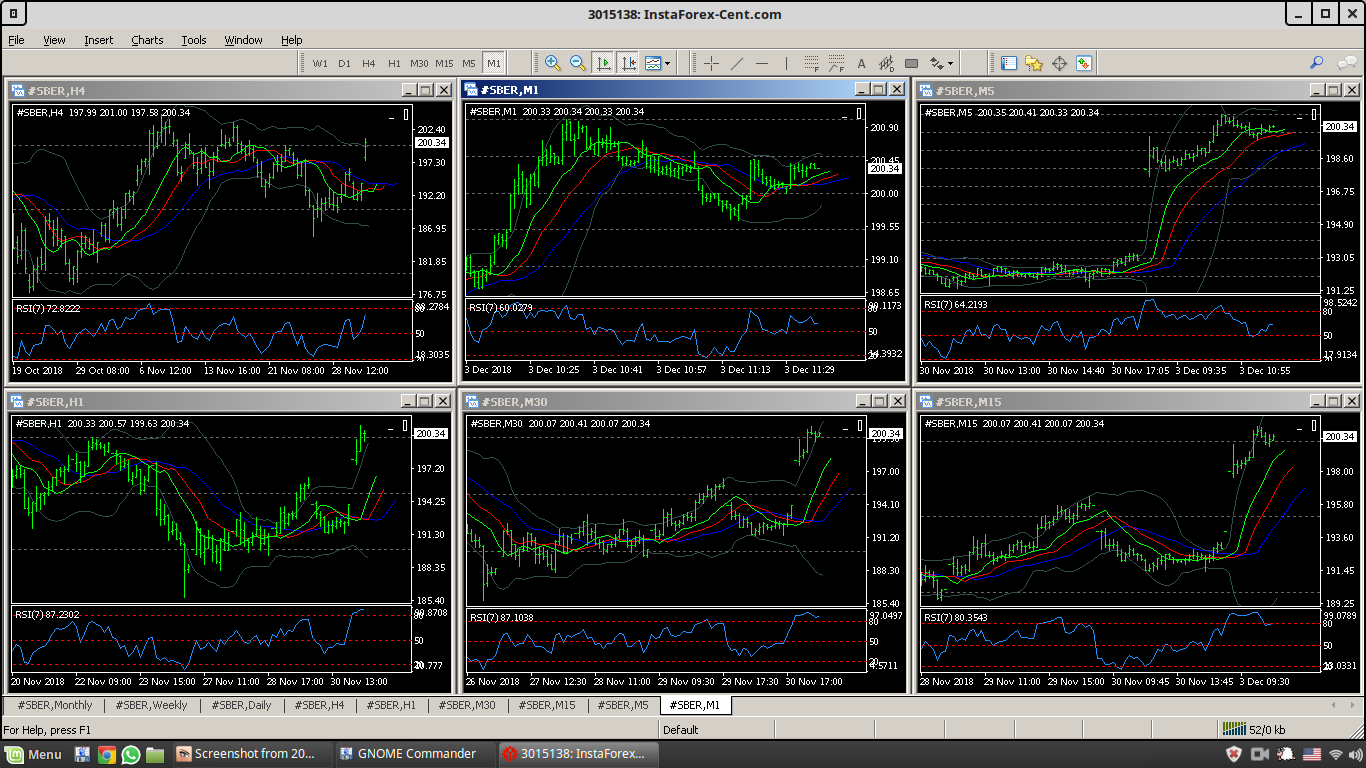 3015138: InstaForex-Cent.com
File View Insert Charts Tools Window Help
W1 D1 H4 H1 M30 M15 M5 M1
#SBER,H4
#SBER,H4 197.99 201.00 197.58 200.34
202.40
200.34
197.30
192.20
186.95
181.85
176.75
RSI(7) 72.8222
50
19 Oct 2018 29 Oct 08:00 6 Nov 12:00 13 Nov 16:00 21 Nov 08:00 28 Nov 12:00
#SBER,M1
#SBER,M1 200.33 200.34 200.33 200.34
200.90
200.45
200.34
200.00
199.55
199.10
198.65
RSI(7) 60.0279
50
3 Dec 2018 3 Dec 10:25 3 Dec 10:41 3 Dec 10:57 3 Dec 11:13 3 Dec 11:29
#SBER,M5
#SBER,M5 200.35 200.41 200.33 200.34
200.34
198.60
196.75
194.90
193.05
191.25
RSI(7) 64.2193
98.5242
80
50
17.9134
30 Nov 2018 30 Nov 13:00 30 Nov 14:40 30 Nov 17:05 3 Dec 09:35 3 Dec 10:55
#SBER,H1
#SBER,H1 200.33 200.57 199.63 200.34
200.34
197.20
194.25
191.30
188.35
185.40
RSI(7) 87.2302
50
20 Nov 2018 22 Nov 09:00 23 Nov 15:00 27 Nov 11:00 28 Nov 17:00 30 Nov 13:00
#SBER,M30
#SBER,M30 200.07 200.41 200.07 200.34
200.34
197.00
194.10
191.20
188.30
185.40
RSI(7) 87.1038
97.0497
80
50
26 Nov 2018 27 Nov 12:30 28 Nov 16:00 29 Nov 09:30 29 Nov 17:30 30 Nov 17:00
#SBER,M15
#SBER,M15 200.07 200.41 200.07 200.34
200.34
198.00
195.80
193.60
191.45
189.25
RSI(7) 80.3543
99.0789
80
50
28 Nov 2018 29 Nov 11:00 29 Nov 15:00 30 Nov 09:45 30 Nov 13:45 3 Dec 09:30
#SBER,Monthly #SBER,Weekly #SBER,Daily #SBER,H4 #SBER,H1 #SBER,M30 #SBER,M15 #SBER,M5 #SBER,M1
For Help, press F1 Default 52/0 kb
Menu Screenshot from 20... GNOME Commander 3015138: InstaForex...